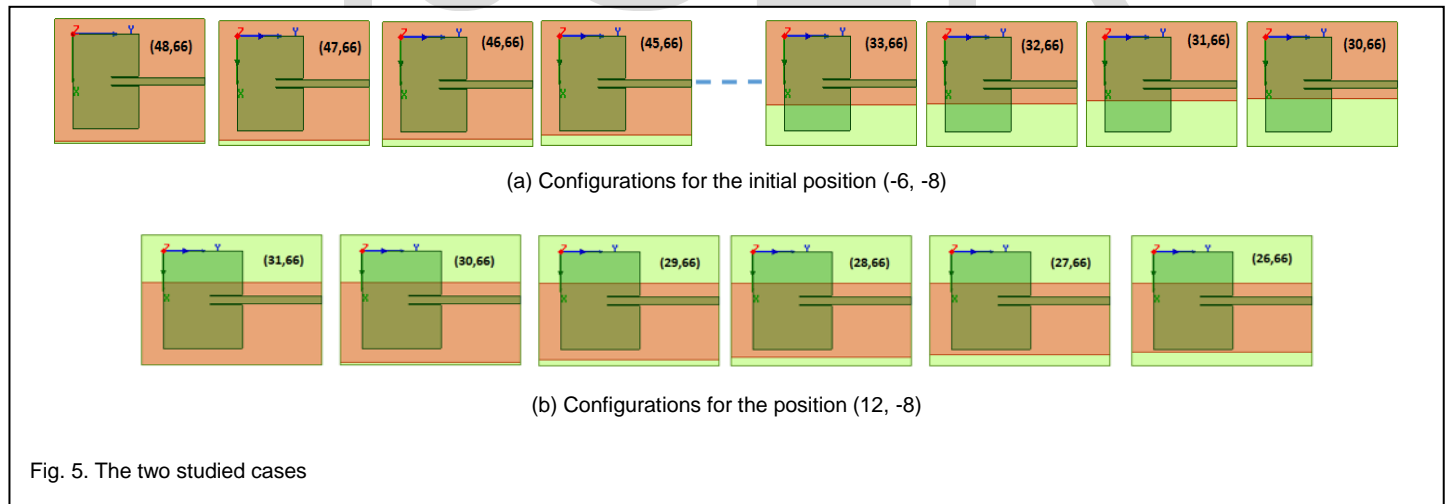 Z Y (48,66) X
Z Y (47,66) X
Z Y (46,66) X
Z Y (45,66) X
Z Y (33,66) X
Z Y (32,66) X
Z Y (31,66) X
Z Y (30,66) X
(a) Configurations for the initial position (-6, -8)
Z Y (31,66) X
Z Y (30,66) X
Z Y (29,66) X
Z Y (28,66) X
Z Y (27,66) X
Z Y (26,66) X
(b) Configurations for the position (12, -8)
Fig. 5. The two studied cases